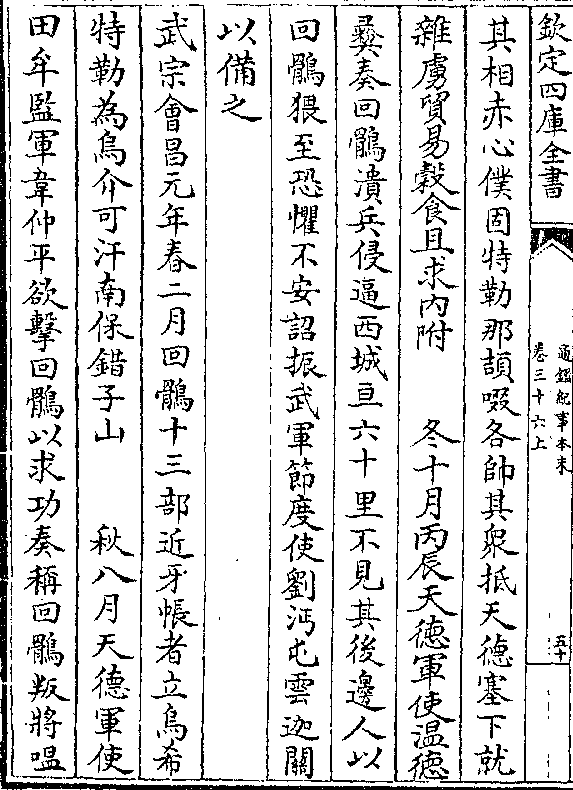 欽定四庫全書
通鑑紀事本末
卷三十六上
五十
其相赤心僕固特勒那頡啜各帥其衆抵天德塞下就
雜虜貿易穀食且求内附　冬十月丙辰天德軍使温德
彝奏回鶻潰兵侵逼西城亘六十里不見其後邊人以
回鶻猥至恐懼不安詔振武軍節度使劉沔屯雲迦關
以備之
武宗會昌元年春二月回鶻十三部近牙帳者立烏希
特勒為烏介可汗南保錯子山　秋八月天德軍使
田牟監軍韋仲平欲擊回鶻以求功奏稱回鶻叛將嗢